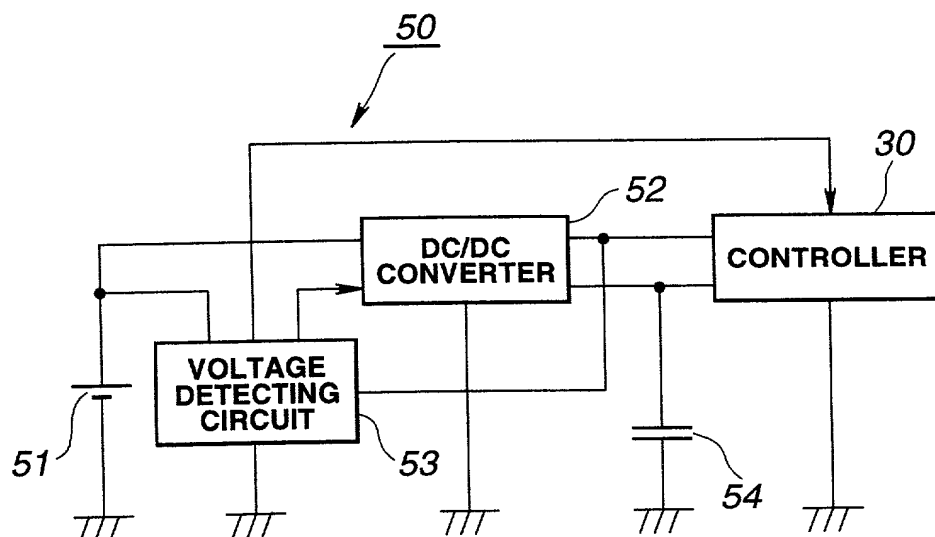 50
30
52
DC/DC
CONVERTER
CONTROLLER
VOLTAGE
DETECTING
CIRCUIT
51
53
54